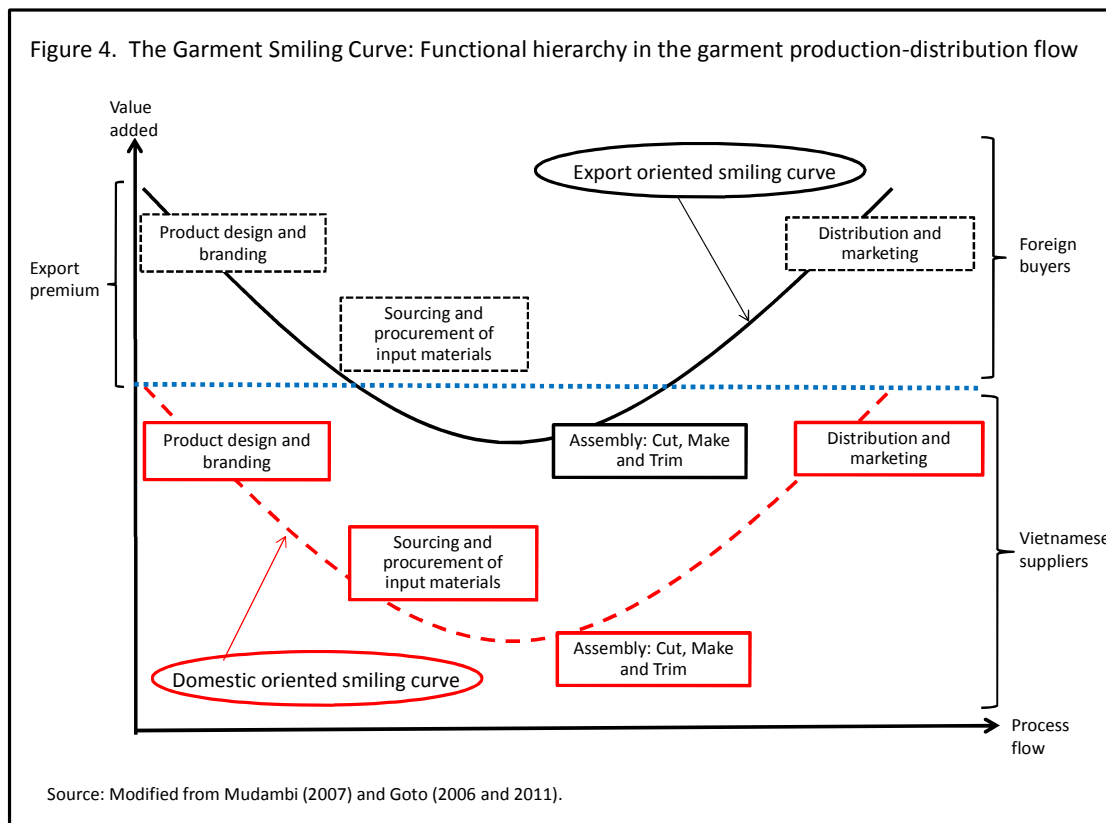 Figure 4.  The Garment Smiling Curve: Functional hierarchy in the garment production-distribution flow
Value
added
Export oriented smiling curve
Product design and
branding
Distribution and
marketing
Foreign
buyers
Export
premium
Sourcing and
procurement of
input materials
Product design and
branding
Assembly: Cut, Make
and Trim
Distribution and
marketing
Sourcing and
procurement of
input materials
Vietnamese
suppliers
Assembly: Cut, Make
and Trim
Domestic oriented smiling curve
Process
flow
Source: Modified from Mudambi (2007) and Goto (2006 and 2011).